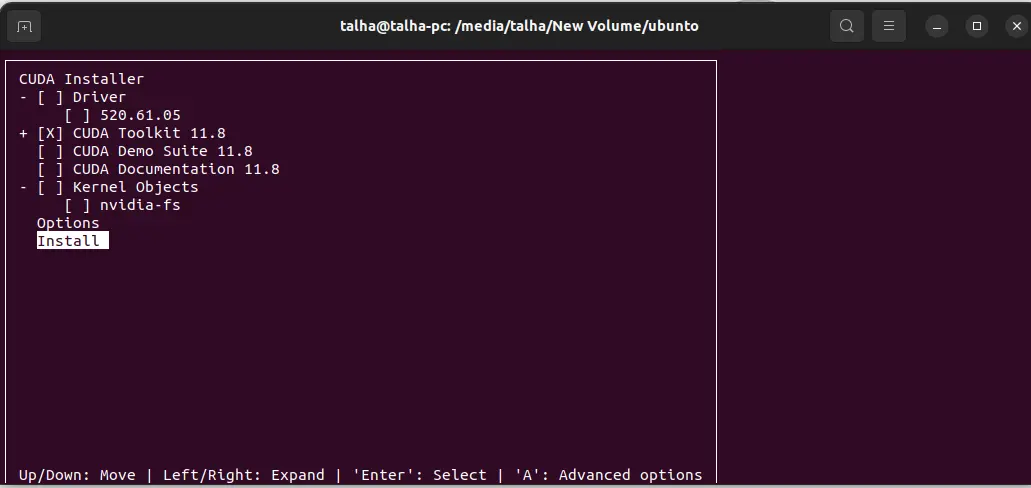 talha@talha-pc: /media/talha/New Volume/ubunto
CUDA Installer
- [ ] Driver
[ ] 520.61.05
+ [X] CUDA Toolkit 11.8
[ ] CUDA Demo Suite 11.8
[ ] CUDA Documentation 11.8
- [ ] Kernel Objects
[ ] nvidia-fs
Options
Install
Up/Down: Move | Left/Right: Expand | 'Enter': Select | 'A': Advanced options